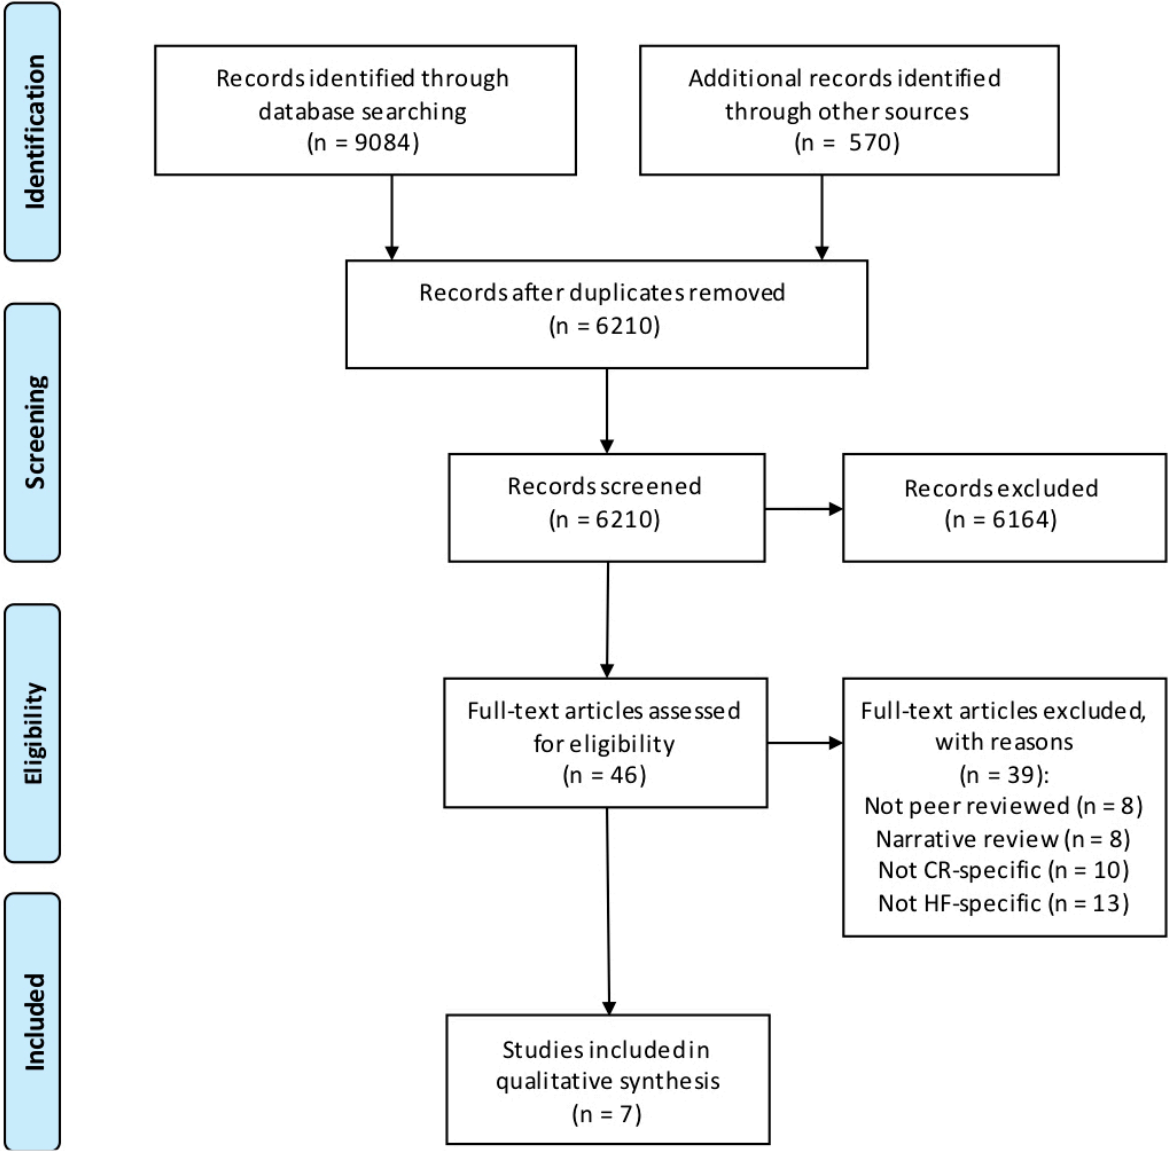 Identification
Records identified through
database searching
(n = 9084)
Additional records identified
through other sources
(n = 570)
Records after duplicates removed
(n = 6210)
Screening
Records screened
(n = 6210)
Records excluded
(n = 6164)
Eligibility
Full-text articles assessed
for eligibility
(n = 46)
Full-text articles excluded,
with reasons
(n = 39):
Not peer reviewed (n = 8)
Narrative review (n = 8)
Not CR-specific (n = 10)
Not HF-specific (n = 13)
Included
Studies included in
qualitative synthesis
(n = 7)